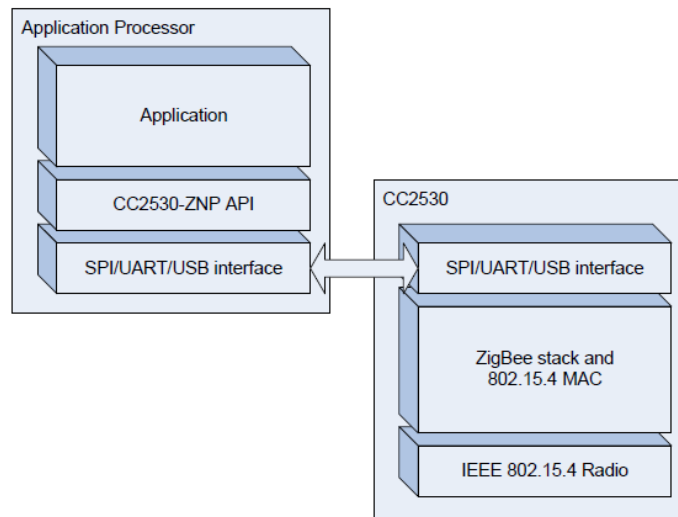 Application Processor
Application
CC2530-ZNP API
SPI/UART/USB interface
CC2530
SPI/UART/USB interface
ZigBee stack and
802.15.4 MAC
IEEE 802.15.4 Radio